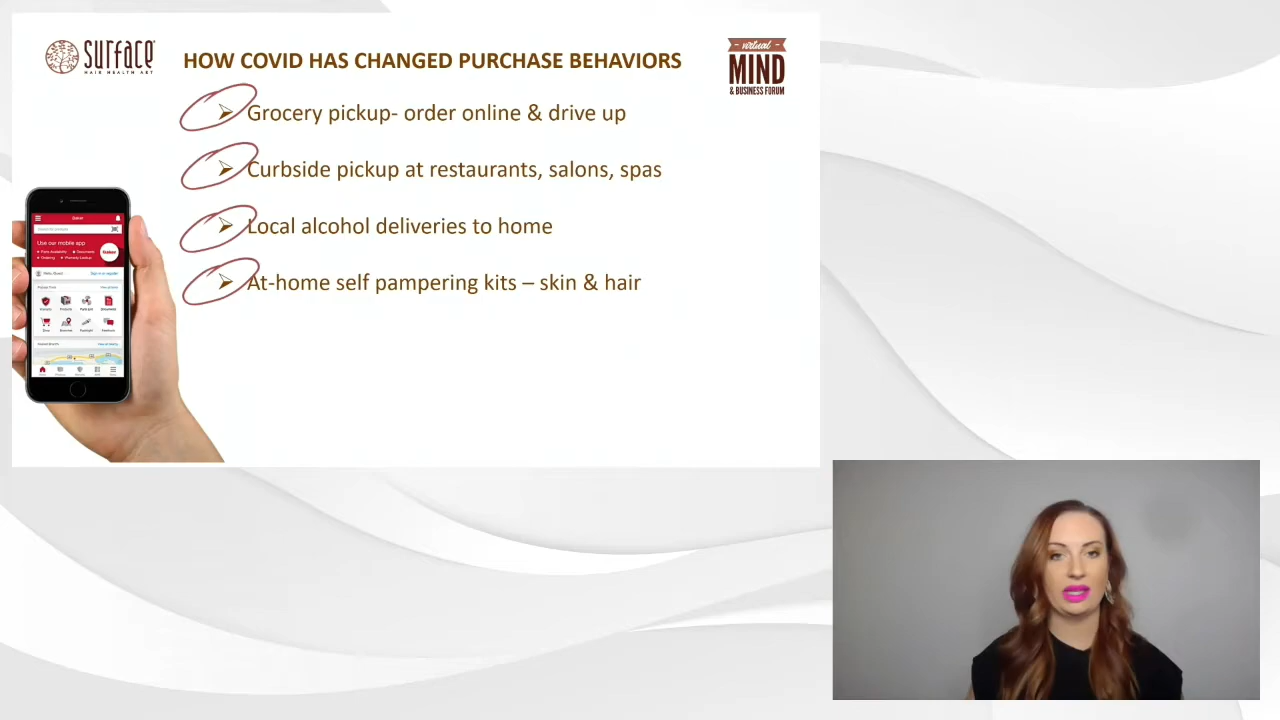 surface
HAIR HEALTH ART
HOW COVID HAS CHANGED PURCHASE BEHAVIORS
virtual
MIND
& BUSINESS FORUM
Grocery pickup- order online & drive up
Curbside pickup at restaurants, salons, spas
Local alcohol deliveries to home
At-home self pampering kits – skin & hair
Use our mobile app